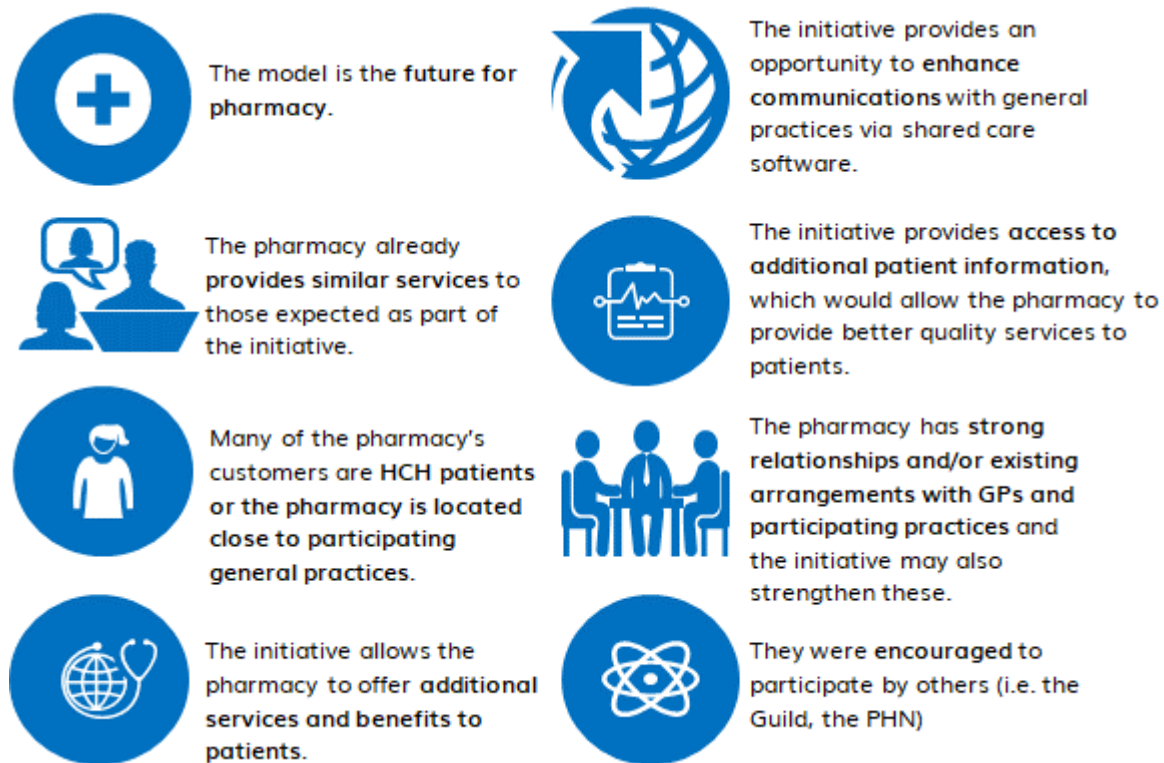 The model is the future for
pharmacy.
The initiative provides an
opportunity to enhance
communications with general
practices via shared care
software.
The pharmacy already
provides similar services to
those expected as part of
the initiative.
The initiative provides access to
additional patient information,
which would allow the pharmacy to
provide better quality services to
patients.
Many of the pharmacy's
customers are HCH patients
or the pharmacy is located
close to participating
general practices.
The pharmacy has strong
relationships and/or existing
arrangements with GPs and
participating practices and
the initiative may also
strengthen these.
The initiative allows the
pharmacy to offer additional
services and benefits to
patients.
They were encouraged to
participate by others (i.e. the
Guild, the PHN)